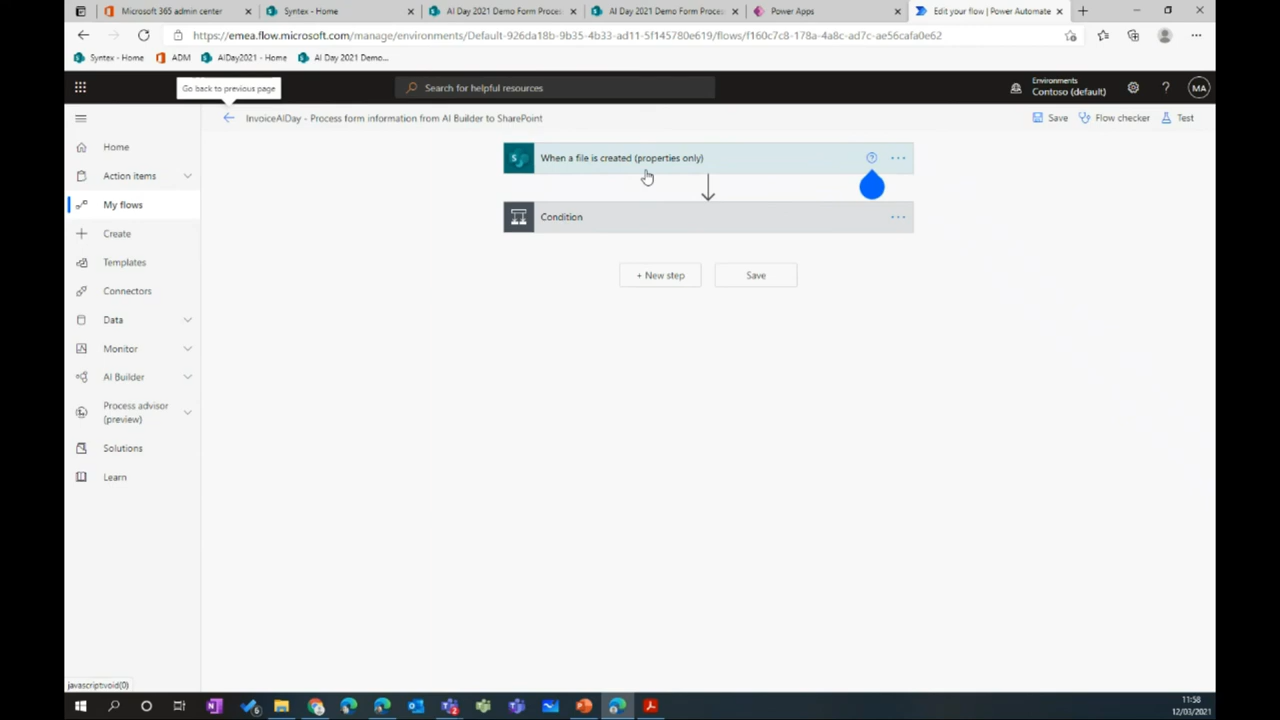 Microsoft 365 admin center
Syntex - Home
AI Day 2021 Demo Form Proces
AI Day 2021 Demo Form Proces
Power Apps
Edit your flow | Power Automate
https://emea.flow.microsoft.com/manage/environments/Default-926da18b-9b35-4b33-ad11-5f145780e619/flows/f160c7c8-178a-4a8c-ad7c-ae56cafa0e62
Syntex - Home
ADM
AIDay2021 - Home
AI Day 2021 Demo...
Go back to previous page
Search for helpful resources
Environments
Contoso (default)
?
MA
InvoiceAIDay - Process form information from AI Builder to SharePoint
Save
Flow checker
Test
Home
Action items
My flows
Create
Templates
Connectors
Data
Monitor
AI Builder
Process advisor
(preview)
Solutions
Learn
When a file is created (properties only)
Condition
+ New step
Save
javascript:void(0)
11:58
12/03/2021